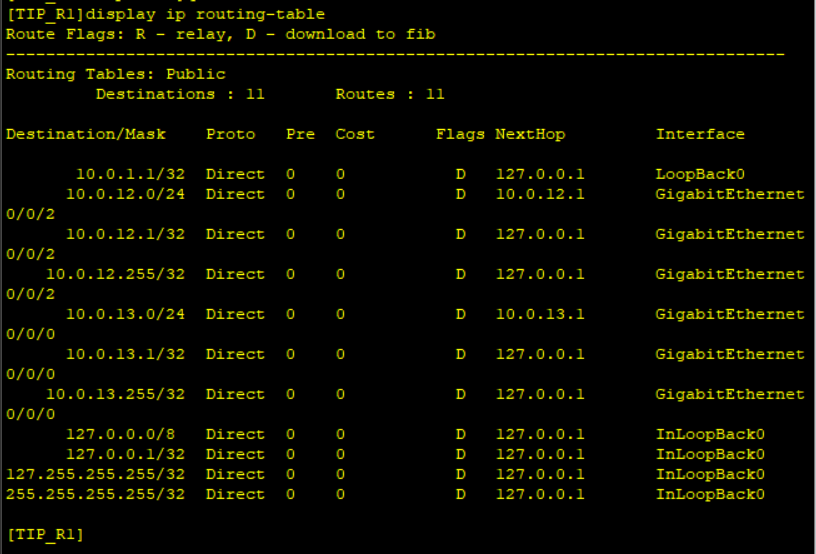 [TIP_R1]display ip routing-table
Route Flags: R - relay, D - download to fib
------------------------------------------------------------------------------
Routing Tables: Public
         Destinations : 11       Routes : 11

Destination/Mask    Proto   Pre  Cost      Flags NextHop         Interface

       10.0.1.1/32  Direct  0    0           D   127.0.0.1       LoopBack0
      10.0.12.0/24  Direct  0    0           D   10.0.12.1       GigabitEthernet
0/0/2
      10.0.12.1/32  Direct  0    0           D   127.0.0.1       GigabitEthernet
0/0/2
    10.0.12.255/32  Direct  0    0           D   127.0.0.1       GigabitEthernet
0/0/2
      10.0.13.0/24  Direct  0    0           D   10.0.13.1       GigabitEthernet
0/0/0
      10.0.13.1/32  Direct  0    0           D   127.0.0.1       GigabitEthernet
0/0/0
    10.0.13.255/32  Direct  0    0           D   127.0.0.1       GigabitEthernet
0/0/0
      127.0.0.0/8   Direct  0    0           D   127.0.0.1       InLoopBack0
      127.0.0.1/32  Direct  0    0           D   127.0.0.1       InLoopBack0
127.255.255.255/32  Direct  0    0           D   127.0.0.1       InLoopBack0
255.255.255.255/32  Direct  0    0           D   127.0.0.1       InLoopBack0

[TIP_R1]